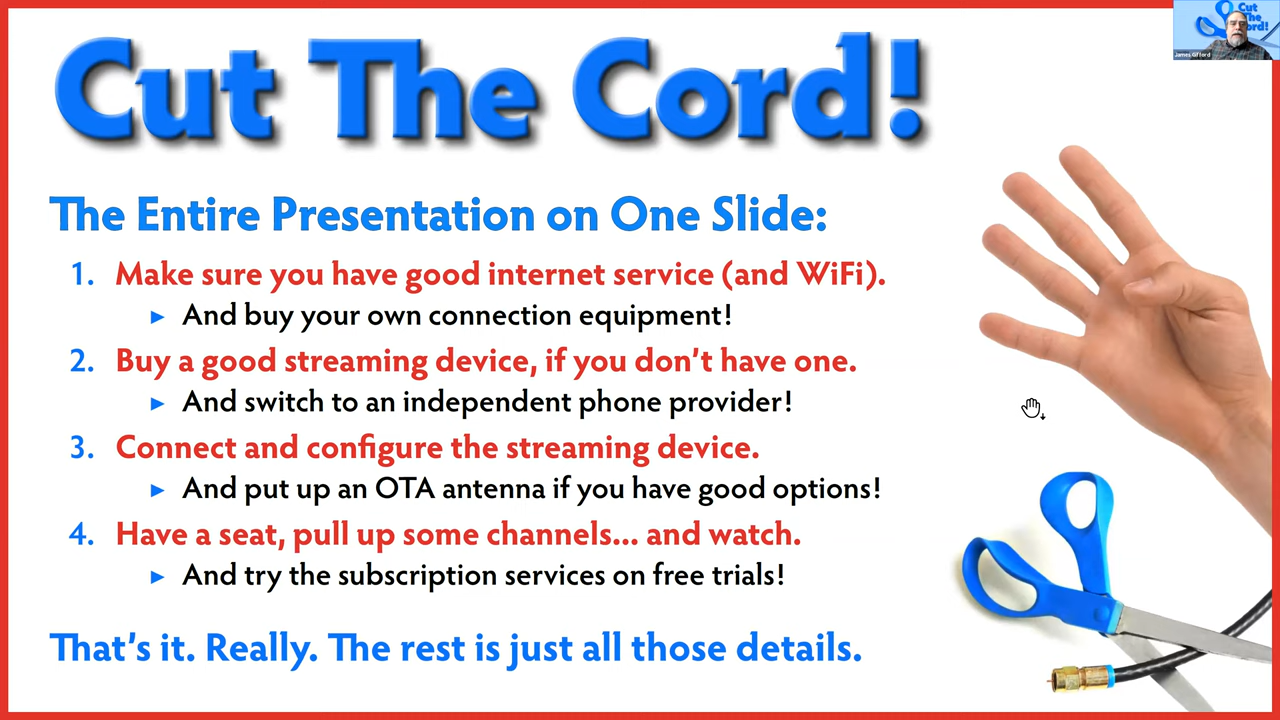 Cut The Cord!
Cut
The
Cord!
James Gifford
The Entire Presentation on One Slide:
1. Make sure you have good internet service (and WiFi).
► And buy your own connection equipment!
2. Buy a good streaming device, if you don’t have one.
► And switch to an independent phone provider!
3. Connect and configure the streaming device.
► And put up an OTA antenna if you have good options!
4. Have a seat, pull up some channels... and watch.
► And try the subscription services on free trials!
That’s it. Really. The rest is just all those details.